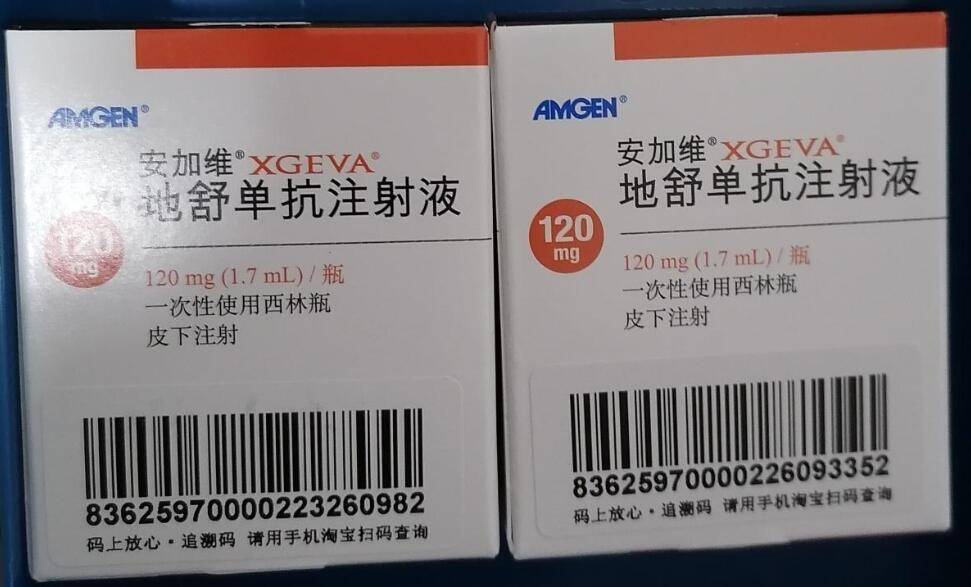 AMGEN®
安加维® XGEVA®
地舒单抗注射液
120
mg
120 mg (1.7 mL) / 瓶
一次性使用西林瓶
皮下注射
83625970000223260982
码上放心·追溯码 请用手机淘宝扫码查询
AMGEN®
安加维® XGEVA®
地舒单抗注射液
120
mg
120 mg (1.7 mL) / 瓶
一次性使用西林瓶
皮下注射
83625970000226093352
码上放心·追溯码 请用手机淘宝扫码查询